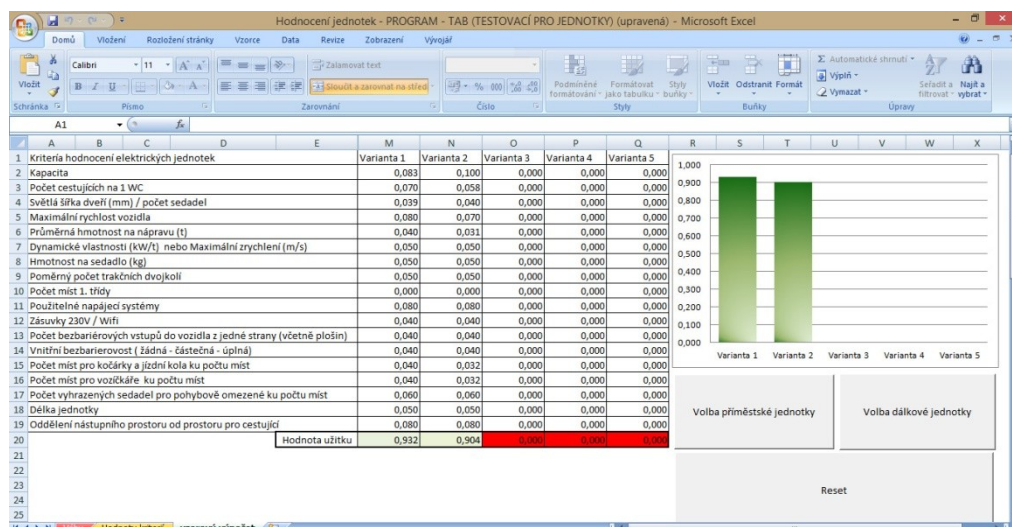 Hodnocení jednotek - PROGRAM - TAB (TESTOVACÍ PRO JEDNOTKY) (upravená) - Microsoft Excel
Domů Vložení Rozložení stránky Vzorce Data Revize Zobrazení Vývojář
Vložit
Calibri 11
Zalamovat text
Sloučit a zarovnat na střed
% 000
Podmíněné formátování
Formátovat jako tabulku
Styly buňky
Vložit Odstranit Formát
Σ Automatické shrnutí
Výplň
Vymazat
Seřadit a filtrovat
Najít a vybrat
Schránka Písmo Zarovnání Číslo Styly Buňky Úpravy
A1 fx
A B C D E M N O P Q R S T U V W X
1 Kritéria hodnocení elektrických jednotek Varianta 1 Varianta 2 Varianta 3 Varianta 4 Varianta 5
2 Kapacita 0,083 0,100 0,000 0,000 0,000
3 Počet cestujících na 1 WC 0,070 0,058 0,000 0,000 0,000
4 Světlá šířka dveří (mm) / počet sedadel 0,039 0,040 0,000 0,000 0,000
5 Maximální rychlost vozidla 0,080 0,070 0,000 0,000 0,000
6 Průměrná hmotnost na nápravu (t) 0,040 0,031 0,000 0,000 0,000
7 Dynamické vlastnosti (kW/t) nebo Maximální zrychlení (m/s) 0,050 0,050 0,000 0,000 0,000
8 Hmotnost na sedadlo (kg) 0,050 0,050 0,000 0,000 0,000
9 Poměrný počet trakčních dvojkolí 0,050 0,050 0,000 0,000 0,000
10 Počet míst 1. třídy 0,000 0,000 0,000 0,000 0,000
11 Použitelné napájecí systémy 0,080 0,080 0,000 0,000 0,000
12 Zásuvky 230V / Wifi 0,040 0,040 0,000 0,000 0,000
13 Počet bezbariérových vstupů do vozidla z jedné strany (včetně plošin) 0,040 0,040 0,000 0,000 0,000
14 Vnitřní bezbarierovost ( žádná - částečná - úplná) 0,040 0,040 0,000 0,000 0,000
15 Počet míst pro kočárky a jízdní kola ku počtu míst 0,040 0,032 0,000 0,000 0,000
16 Počet míst pro vozíčkáře ku počtu míst 0,040 0,032 0,000 0,000 0,000
17 Počet vyhrazených sedadel pro pohybově omezené ku počtu míst 0,060 0,060 0,000 0,000 0,000
18 Délka jednotky 0,050 0,050 0,000 0,000 0,000
19 Oddělení nástupního prostoru od prostoru pro cestující 0,080 0,080 0,000 0,000 0,000
20 Hodnota užitku 0,932 0,904 0,000 0,000 0,000
21
22
23
24
25
1,000
0,900
0,800
0,700
0,600
0,500
0,400
0,300
0,200
0,100
0,000
Varianta 1 Varianta 2 Varianta 3 Varianta 4 Varianta 5
Volba příměstské jednotky
Volba dálkové jednotky
Reset